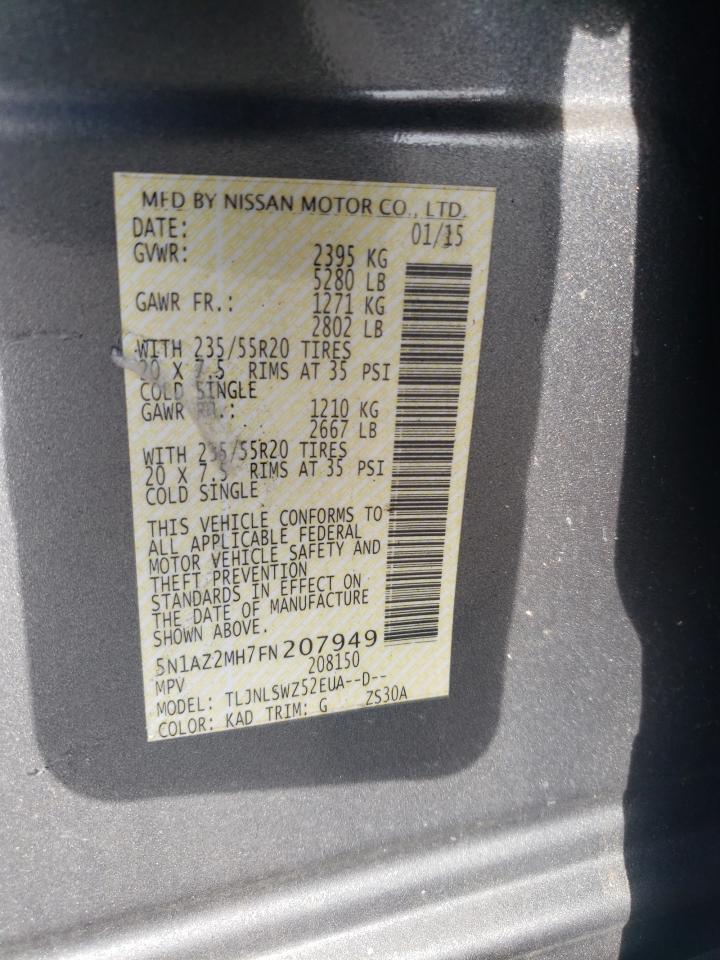 MFD BY NISSAN MOTOR CO., LTD.
DATE: 01/15
GVWR: 2395 KG
5280 LB
GAWR FR.: 1271 KG
2802 LB
WITH 235/55R20 TIRES
20 X 7.5 RIMS AT 35 PSI
COLD SINGLE
GAWR 1210 KG
2667 LB
WITH 235/55R20 TIRES
20 X 7.5 RIMS AT 35 PSI
COLD SINGLE
THIS VEHICLE CONFORMS TO
ALL APPLICABLE FEDERAL
MOTOR VEHICLE SAFETY AND
THEFT PREVENTION
STANDARDS IN EFFECT ON
THE DATE OF MANUFACTURE
SHOWN ABOVE.
5N1AZ2MH7FN207949
MPV 208150
MODEL: TLJNLSWZ52EUA--D--
COLOR: KAD TRIM: G ZS30A